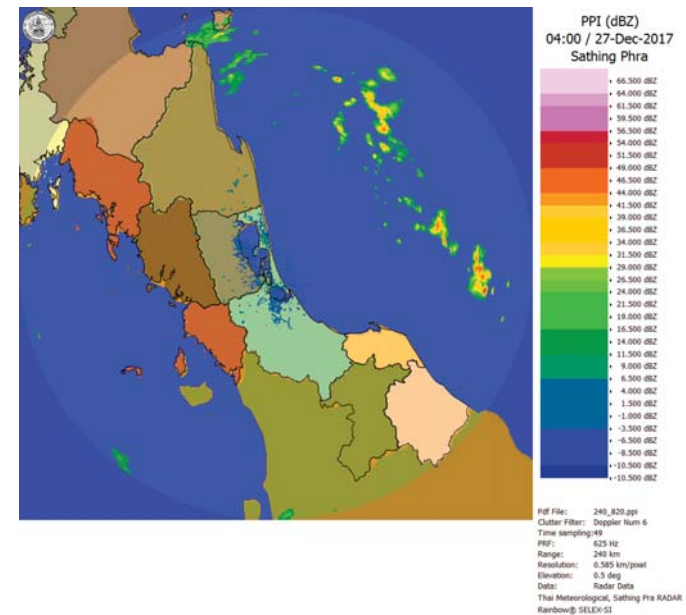 PPI (dBZ)
04:00 / 27-Dec-2017
Sathing Phra
66.500 dBZ
64.000 dBZ
61.500 dBZ
59.500 dBZ
56.500 dBZ
54.000 dBZ
51.500 dBZ
49.000 dBZ
46.500 dBZ
44.000 dBZ
41.500 dBZ
39.000 dBZ
36.500 dBZ
34.000 dBZ
31.500 dBZ
29.000 dBZ
26.500 dBZ
24.000 dBZ
21.500 dBZ
16.500 dBZ
14.000 dBZ
11.500 dBZ
9.000 dBZ
6.500 dBZ
4.000 dBZ
1.500 dBZ
-1.000 dBZ
-3.500 dBZ
-6.500 dBZ
-8.500 dBZ
-10.500 dBZ
-10.500 dBZ
Pdf File: 240_820.ppi
Clutter Filter: Doppler Num 6
Time sampling:49
PRF: 625 Hz
Range: 240 km
Resolution: 0.585 km/pixel
Elevation: 0.5 deg
Data: Radar Data
Thai Meteorological, Sathing Pra RADAR
Rainbow® SELEX-SI